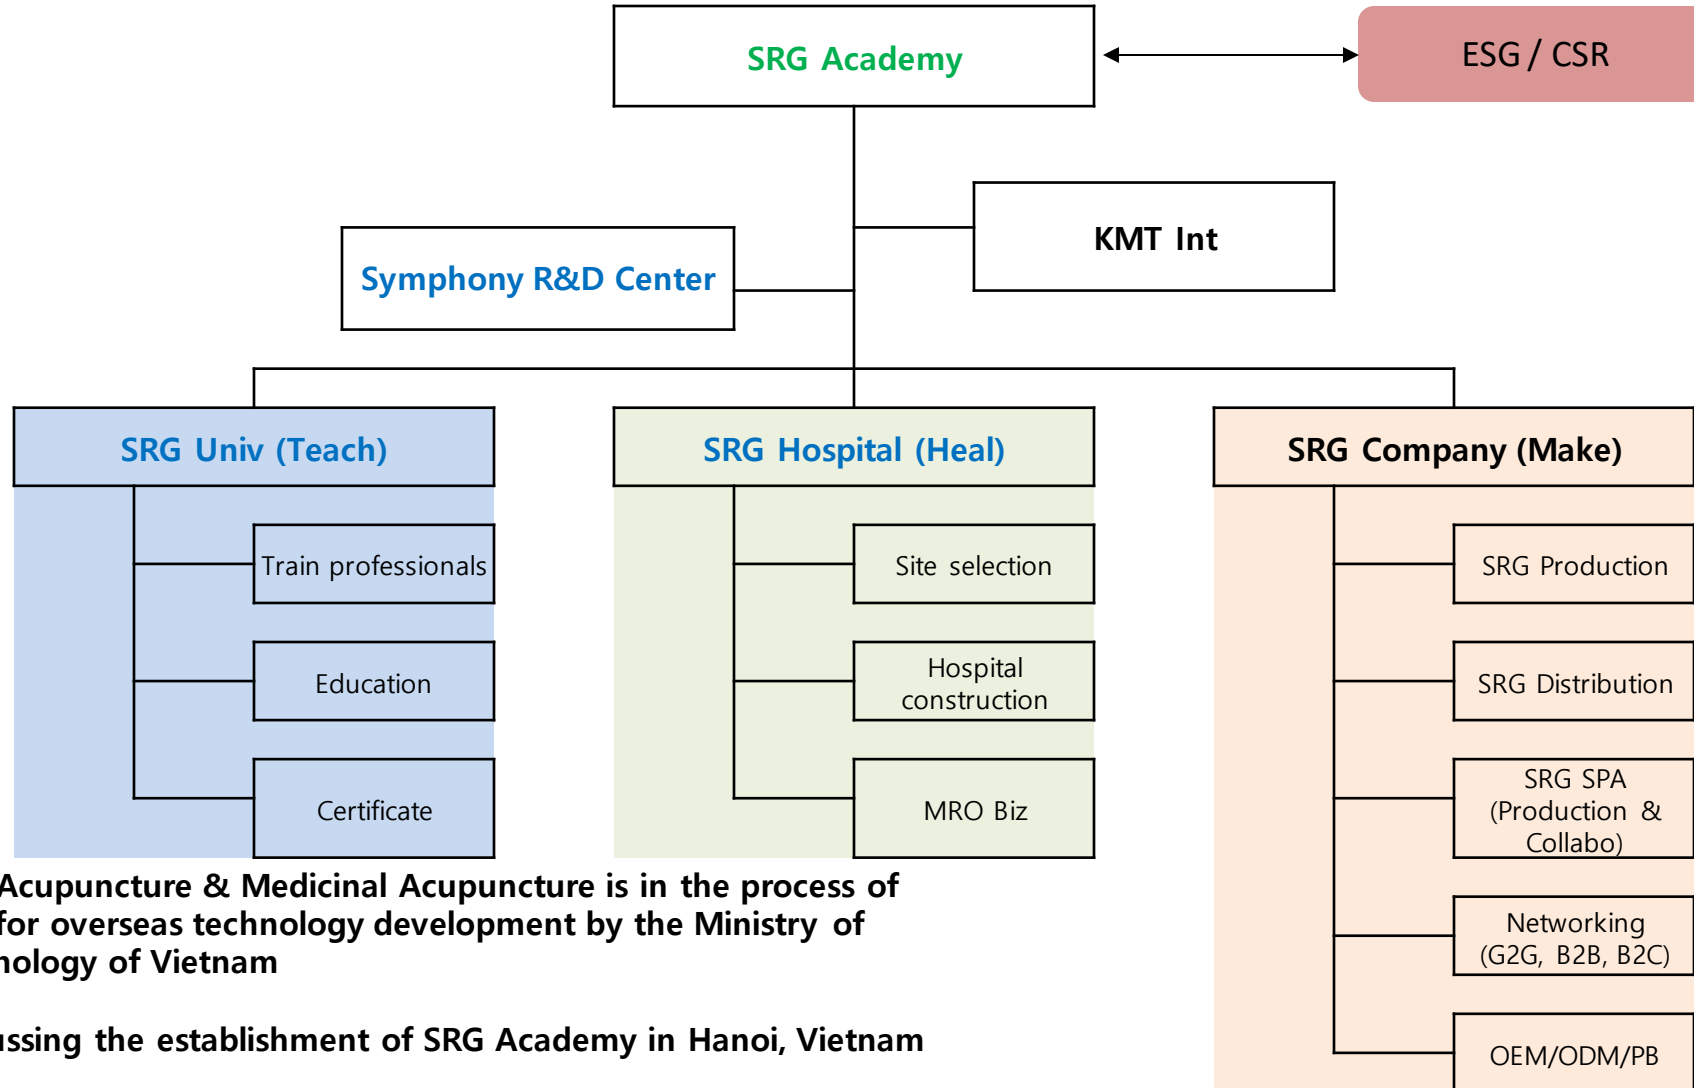 SRG Academy
ESG / CSR
KMT Int
Symphony R&D Center
SRG Univ (Teach)
SRG Hospital (Heal)
SRG Company (Make)
Train professionals
Site selection
SRG Production
Education
Hospital
construction
SRG Distribution
Certificate
MRO Biz
SRG SPA
(Production &
Collabo)
Acupuncture & Medicinal Acupuncture is in the process of
for overseas technology development by the Ministry of
of Vietnam
Networking
(G2G, B2B, B2C)
the establishment of SRG Academy in Hanoi, Vietnam
OEM/ODM/PB